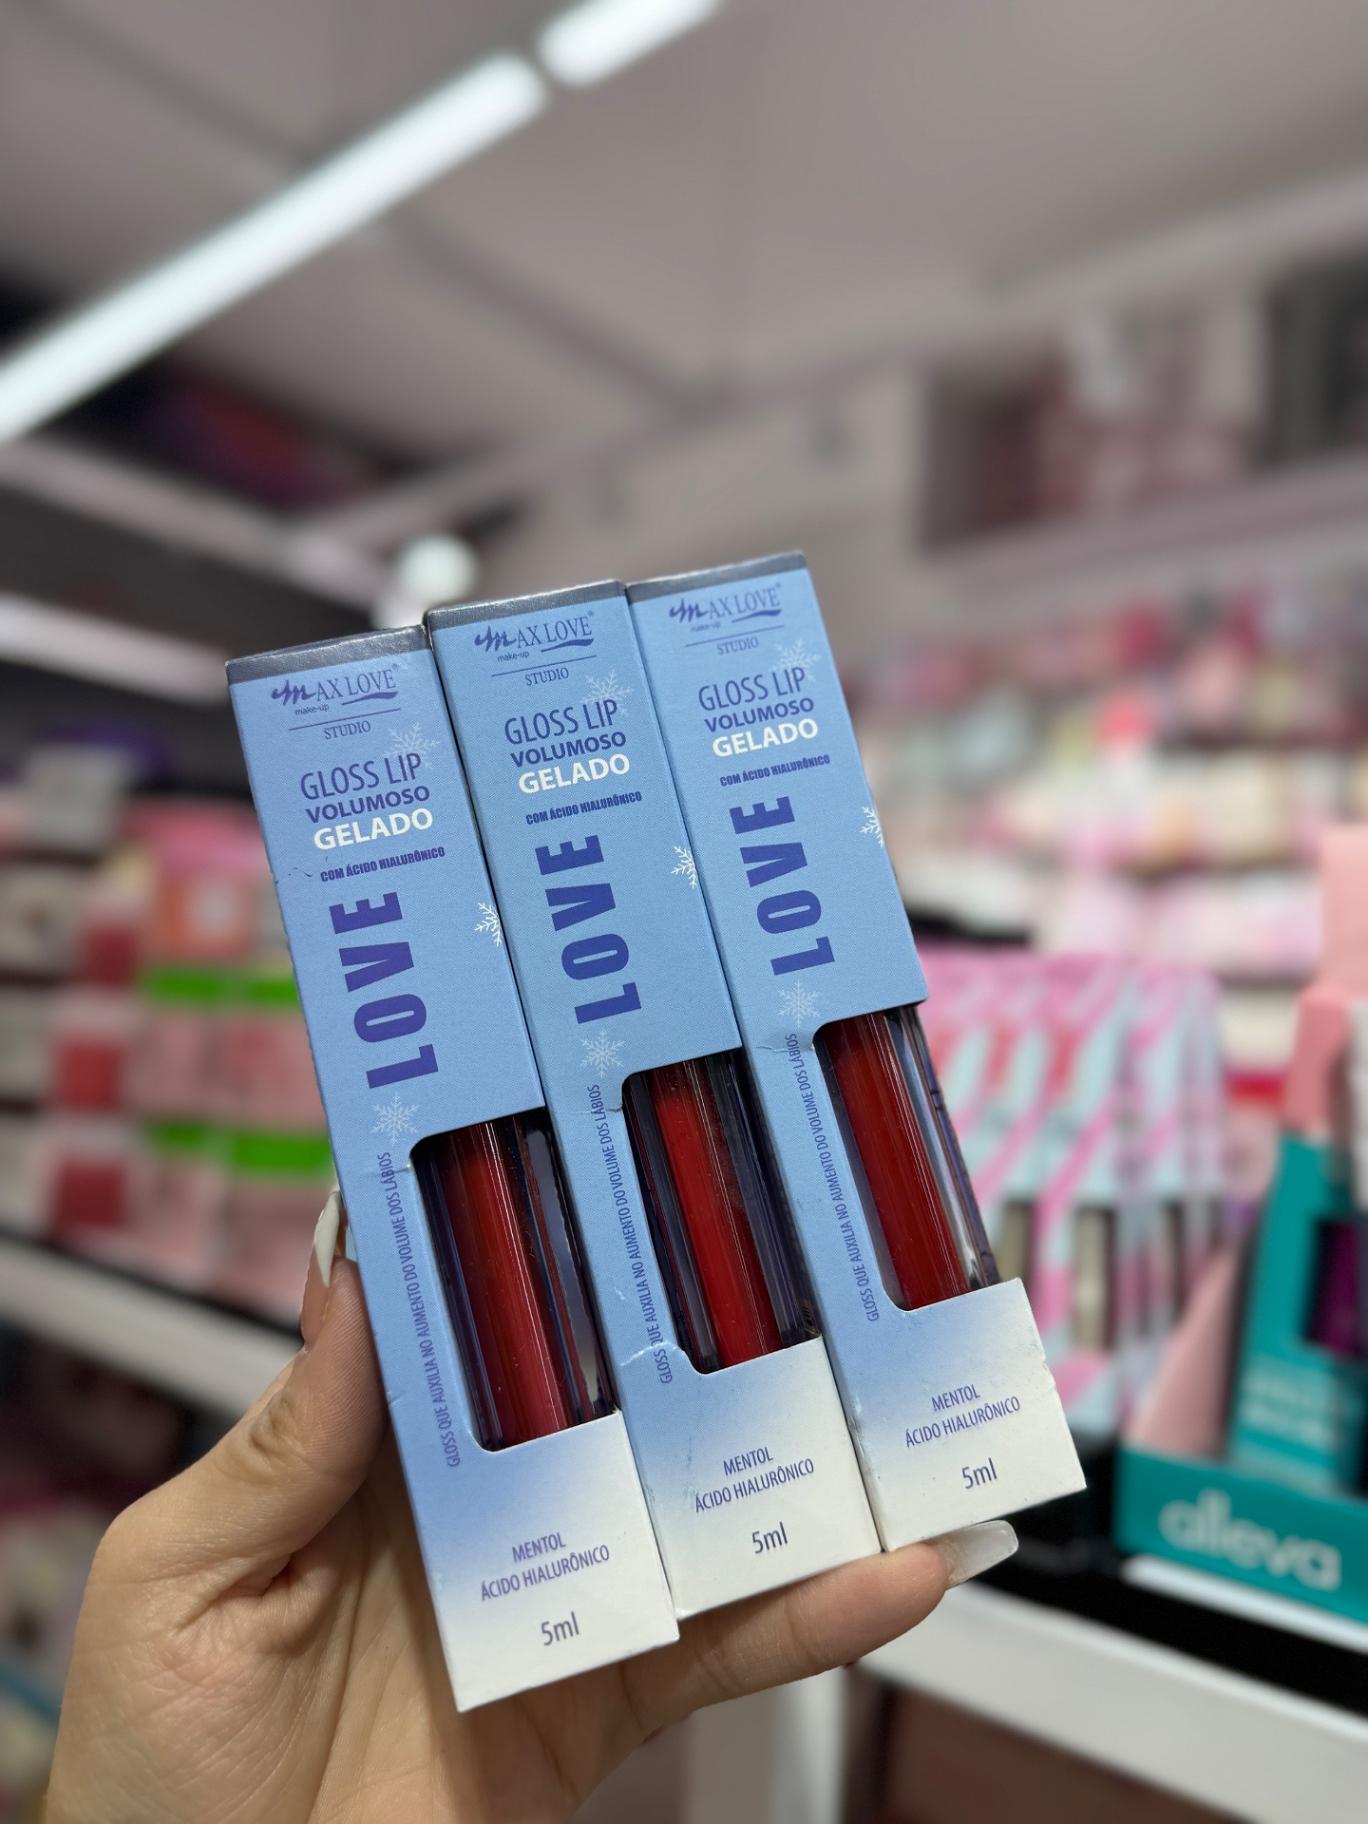 MAX LOVE®
make-up
STUDIO
GLOSS LIP
VOLUMOSO
GELADO
COM ÁCIDO HIALURÔNICO
LOVE
GLOSS QUE AUXILIA NO AUMENTO DO VOLUME DOS LÁBIOS
MENTOL
ÁCIDO HIALURÔNICO
5ml
MAX LOVE®
make-up
STUDIO
GLOSS LIP
VOLUMOSO
GELADO
COM ÁCIDO HIALURÔNICO
LOVE
GLOSS QUE AUXILIA NO AUMENTO DO VOLUME DOS LÁBIOS
MENTOL
ÁCIDO HIALURÔNICO
5ml
MAX LOVE®
make-up
STUDIO
GLOSS LIP
VOLUMOSO
GELADO
COM ÁCIDO HIALURÔNICO
LOVE
GLOSS QUE AUXILIA NO AUMENTO DO VOLUME DOS LÁBIOS
MENTOL
ÁCIDO HIALURÔNICO
5ml
alleva